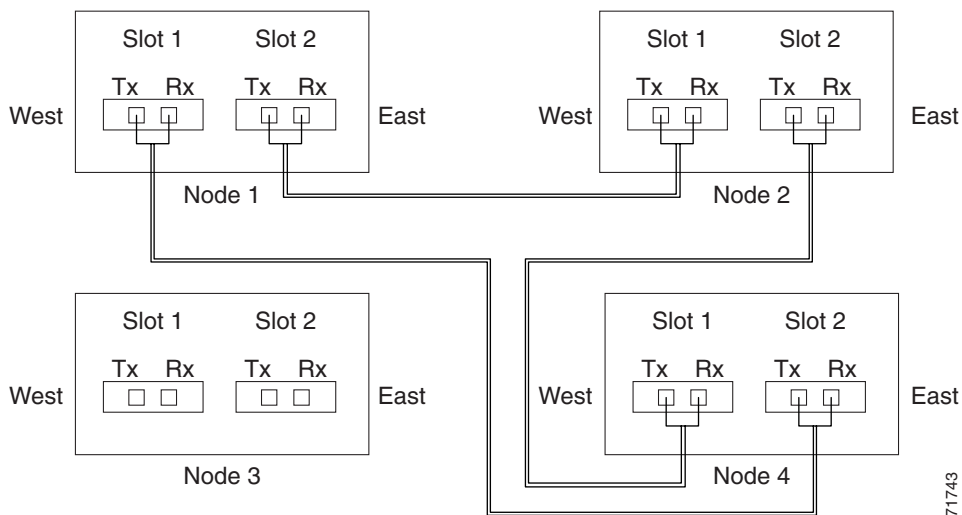 Slot 1 Slot 2 Slot 1 Slot 2
Tx Rx Tx Rx Tx Rx Tx Rx
West East West East
Node 1 Node 2
Slot 1 Slot 2 Slot 1 Slot 2
Tx Rx Tx Rx Tx Rx Tx Rx
West East West East
Node 3 Node 4
71743